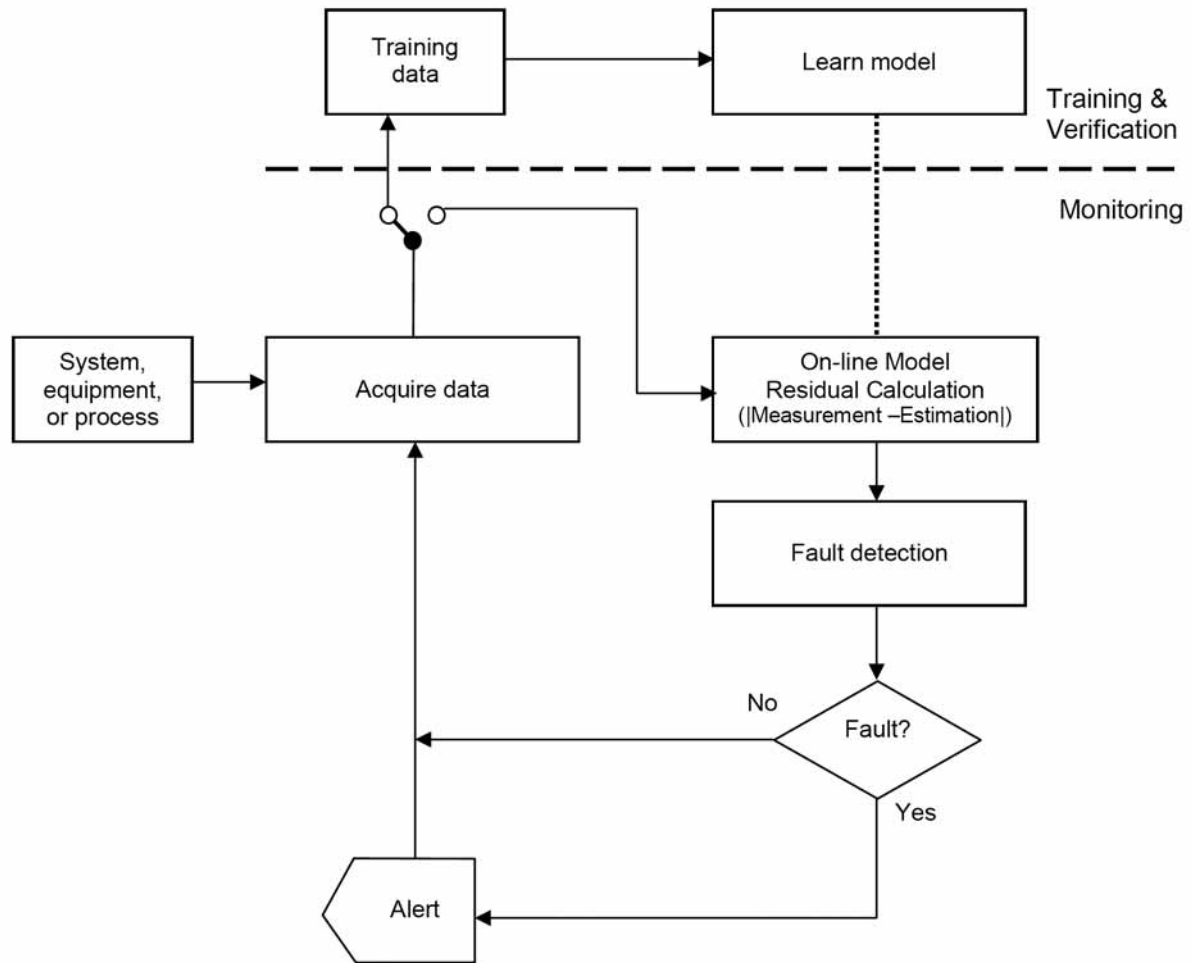 Training
data
Learn model
Training &
Verification
Monitoring
System,
equipment,
or process
Acquire data
On-line Model
Residual Calculation
(|Measurement –Estimation|)
Fault detection
No
Fault?
Yes
Alert